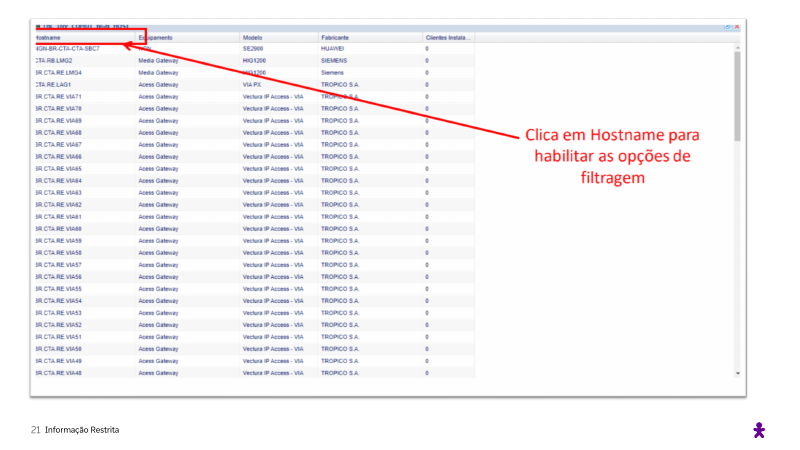 Hostname Equipamento Modelo Fabricante Clientes Instala...
NGN-BR-CTA-CTA-SBC7 NGN SE2900 HUAWEI 0
CTA.RB.LMG2 Media Gateway HIG1200 SIEMENS 0
BR.CTA.RE.LMG4 Media Gateway HIG1200 Siemens 0
CTA.RE.LAG1 Acess Gateway VIA PX TROPICO S.A. 0
BR.CTA.RE.VIA71 Acess Gateway Vectura IP Access - VIA TROPICO S.A. 0
BR.CTA.RE.VIA70 Acess Gateway Vectura IP Access - VIA TROPICO S.A. 0
BR.CTA.RE.VIA69 Acess Gateway Vectura IP Access - VIA TROPICO S.A. 0
BR.CTA.RE.VIA68 Acess Gateway Vectura IP Access - VIA TROPICO S.A. 0
BR.CTA.RE.VIA67 Acess Gateway Vectura IP Access - VIA TROPICO S.A. 0
BR.CTA.RE.VIA66 Acess Gateway Vectura IP Access - VIA TROPICO S.A. 0
BR.CTA.RE.VIA65 Acess Gateway Vectura IP Access - VIA TROPICO S.A. 0
BR.CTA.RE.VIA64 Acess Gateway Vectura IP Access - VIA TROPICO S.A. 0
BR.CTA.RE.VIA63 Acess Gateway Vectura IP Access - VIA TROPICO S.A. 0
BR.CTA.RE.VIA62 Acess Gateway Vectura IP Access - VIA TROPICO S.A. 0
BR.CTA.RE.VIA61 Acess Gateway Vectura IP Access - VIA TROPICO S.A. 0
BR.CTA.RE.VIA60 Acess Gateway Vectura IP Access - VIA TROPICO S.A. 0
BR.CTA.RE.VIA59 Acess Gateway Vectura IP Access - VIA TROPICO S.A. 0
BR.CTA.RE.VIA58 Acess Gateway Vectura IP Access - VIA TROPICO S.A. 0
BR.CTA.RE.VIA57 Acess Gateway Vectura IP Access - VIA TROPICO S.A. 0
BR.CTA.RE.VIA56 Acess Gateway Vectura IP Access - VIA TROPICO S.A. 0
BR.CTA.RE.VIA55 Acess Gateway Vectura IP Access - VIA TROPICO S.A. 0
BR.CTA.RE.VIA54 Acess Gateway Vectura IP Access - VIA TROPICO S.A. 0
BR.CTA.RE.VIA53 Acess Gateway Vectura IP Access - VIA TROPICO S.A. 0
BR.CTA.RE.VIA52 Acess Gateway Vectura IP Access - VIA TROPICO S.A. 0
BR.CTA.RE.VIA51 Acess Gateway Vectura IP Access - VIA TROPICO S.A. 0
BR.CTA.RE.VIA50 Acess Gateway Vectura IP Access - VIA TROPICO S.A. 0
BR.CTA.RE.VIA49 Acess Gateway Vectura IP Access - VIA TROPICO S.A. 0
BR.CTA.RE.VIA48 Acess Gateway Vectura IP Access - VIA TROPICO S.A. 0
Clica em Hostname para
habilitar as opções de
filtragem
21 Informação Restrita